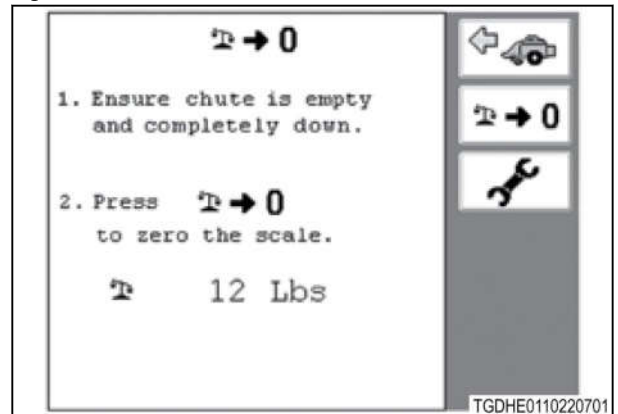 → 0
1. Ensure chute is empty
and completely down.
→ 0
2. Press → 0
to zero the scale.
12 Lbs
TGDHE0110220701